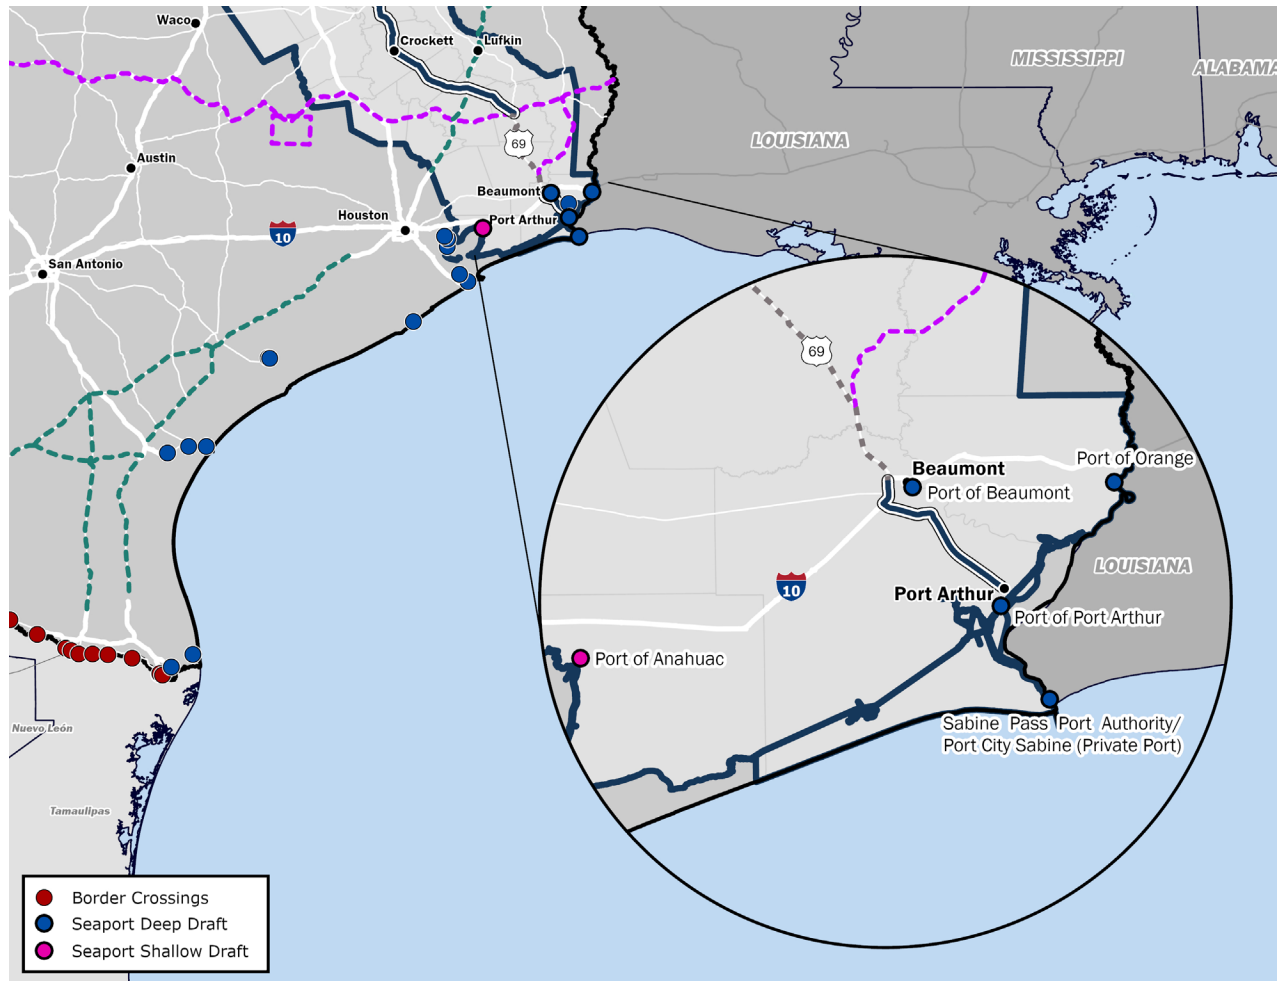 Waco
Crockett
Lufkin
MISSISSIPPI
ALABAMA
LOUISIANA
69
Austin
Beaumont
Houston
Port Arthur
10
San Antonio
69
Beaumont
Port of Orange
Port of Beaumont
LOUISIANA
10
Port Arthur
Port of Port Arthur
Port of Anahuac
Sabine Pass Port Authority/
Port City Sabine (Private Port)
Nuevo León
Tamaulipas
Border Crossings
Seaport Deep Draft
Seaport Shallow Draft